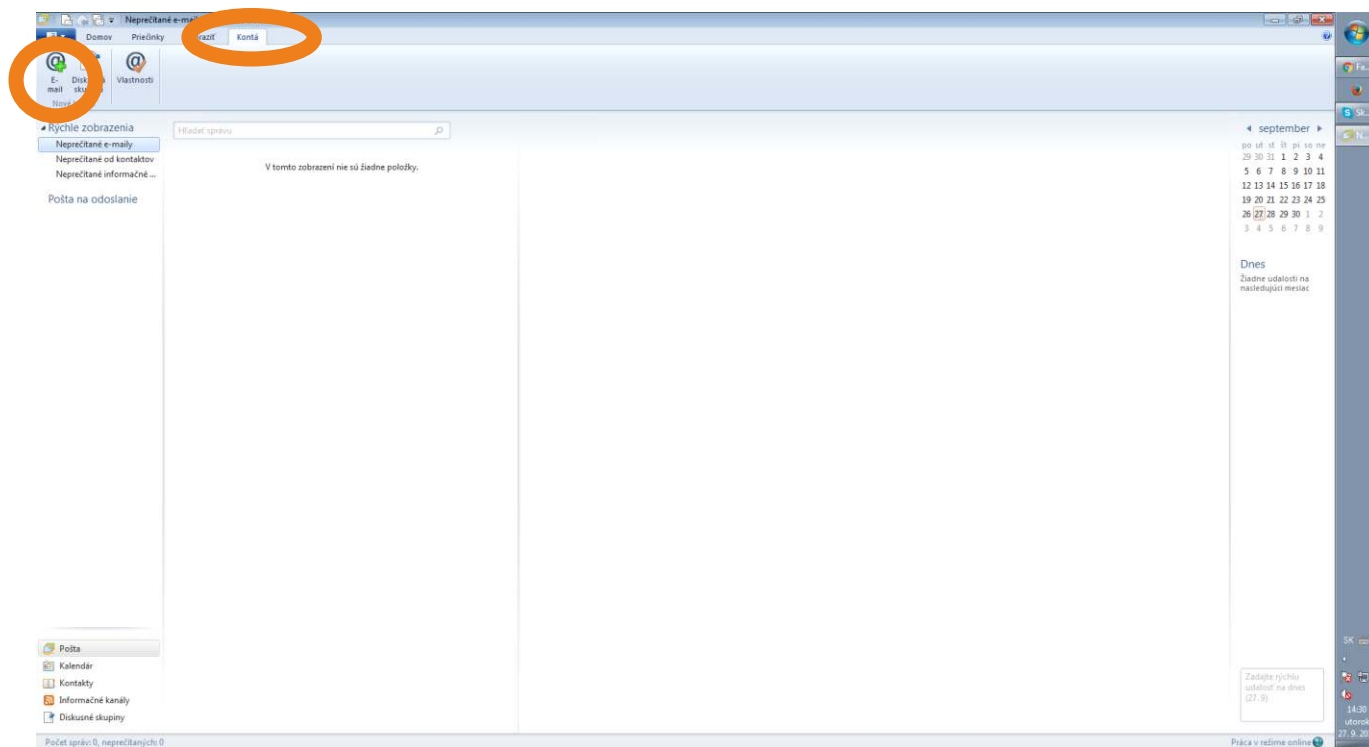 Neprečítané e-mail
Domov Priečinky Kontá
E-mail
Vlastnosti
Rýchle zobrazenia
Neprečítané e-maily
Neprečítané od kontaktov
Neprečítané informačné ...
Pošta na odoslanie
Hľadať správu
V tomto zobrazení nie sú žiadne položky.
september
po ut st št pi so ne
29 30 31 1 2 3 4
5 6 7 8 9 10 11
12 13 14 15 16 17 18
19 20 21 22 23 24 25
26 27 28 29 30 1 2
3 4 5 6 7 8 9
Dnes
Žiadne udalosti na
nasledujúci mesiac
Pošta
Kalendár
Kontakty
Informačné kanály
Diskusné skupiny
Zadajte rýchlu
udalosť na dnes
(27. 9)
Počet správ: 0, neprečítaných: 0
Práca v režime online
Fa...
Sk...
N...
SK
14:30
utorok
27. 9. 20